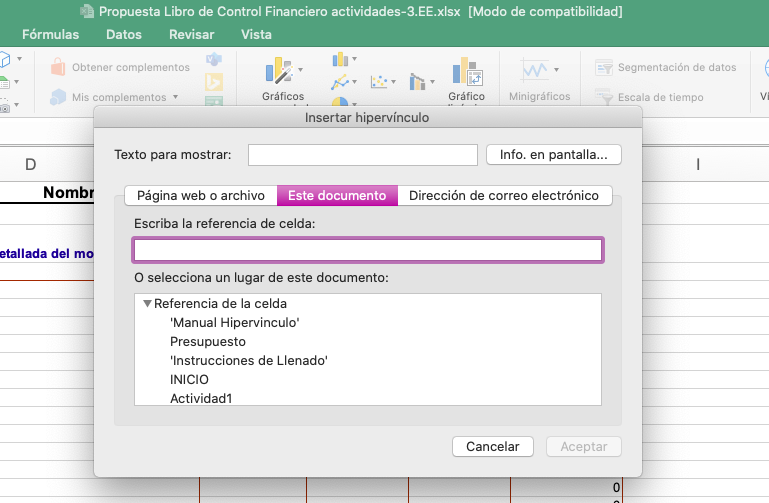 Propuesta Libro de Control Financiero actividades-3.EE.xlsx [Modo de compatibilidad]
Fórmulas Datos Revisar Vista
Obtener complementos
Mis complementos
Gráficos
Gráfico
Minigráficos
Segmentación de datos
Escala de tiempo
Insertar hipervínculo
Texto para mostrar:
Info. en pantalla...
D
I
Nombr
Página web o archivo
Este documento
Dirección de correo electrónico
Escriba la referencia de celda:
etallada del mo
O selecciona un lugar de este documento:
Referencia de la celda
'Manual Hipervinculo'
Presupuesto
'Instrucciones de Llenado'
INICIO
Actividad1
Cancelar
Aceptar
0